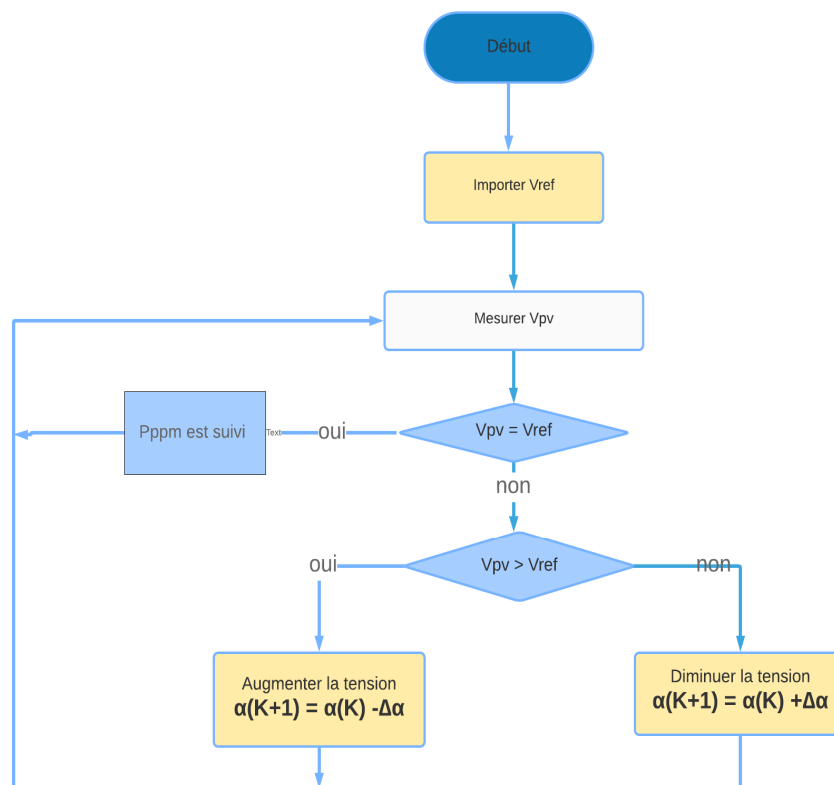 Début
Importer Vref
Mesurer Vpv
Vpv = Vref
Pppm est suivi
Text
oui
non
Vpv > Vref
oui
non
Augmenter la tension
α(K+1) = α(K) -Δα
Diminuer la tension
α(K+1) = α(K) +Δα